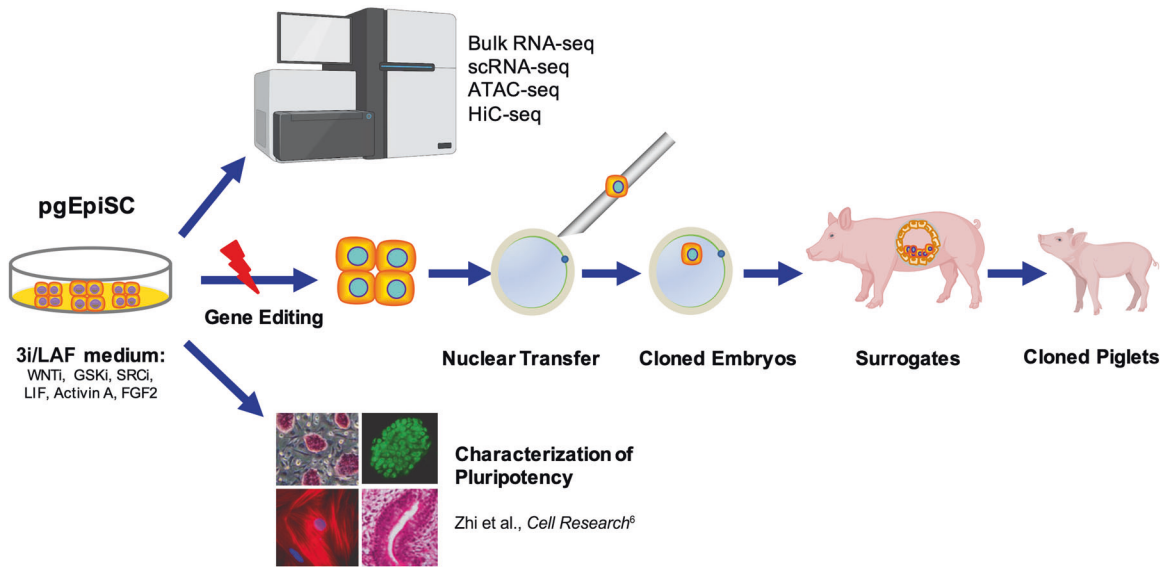 Bulk RNA-seq
scRNA-seq
ATAC-seq
HiC-seq
pgEpiSC
Gene Editing
3i/LAF medium:
WNTi, GSKi, SRCi,
LIF, Activin A, FGF2
Nuclear Transfer
Cloned Embryos
Surrogates
Cloned Piglets
Characterization of
Pluripotency
Zhi et al., Cell Research⁶